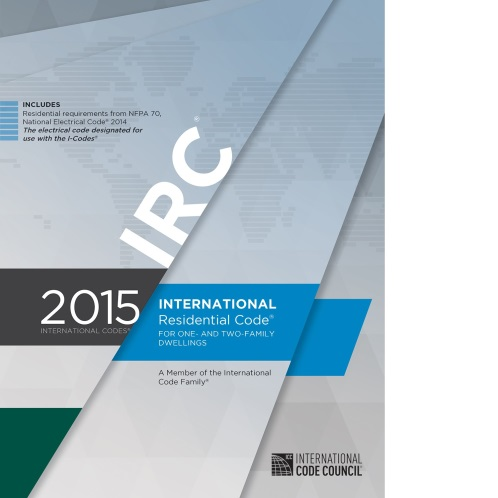 INCLUDES
Residential requirements from NFPA 70,
National Electrical Code® 2014
The electrical code designated for
use with the I-Codes®
IRC®
2015
INTERNATIONAL CODES®
INTERNATIONAL
Residential Code®
FOR ONE- AND TWO-FAMILY
DWELLINGS
A Member of the International
Code Family®
ICC
INTERNATIONAL
CODE COUNCIL®